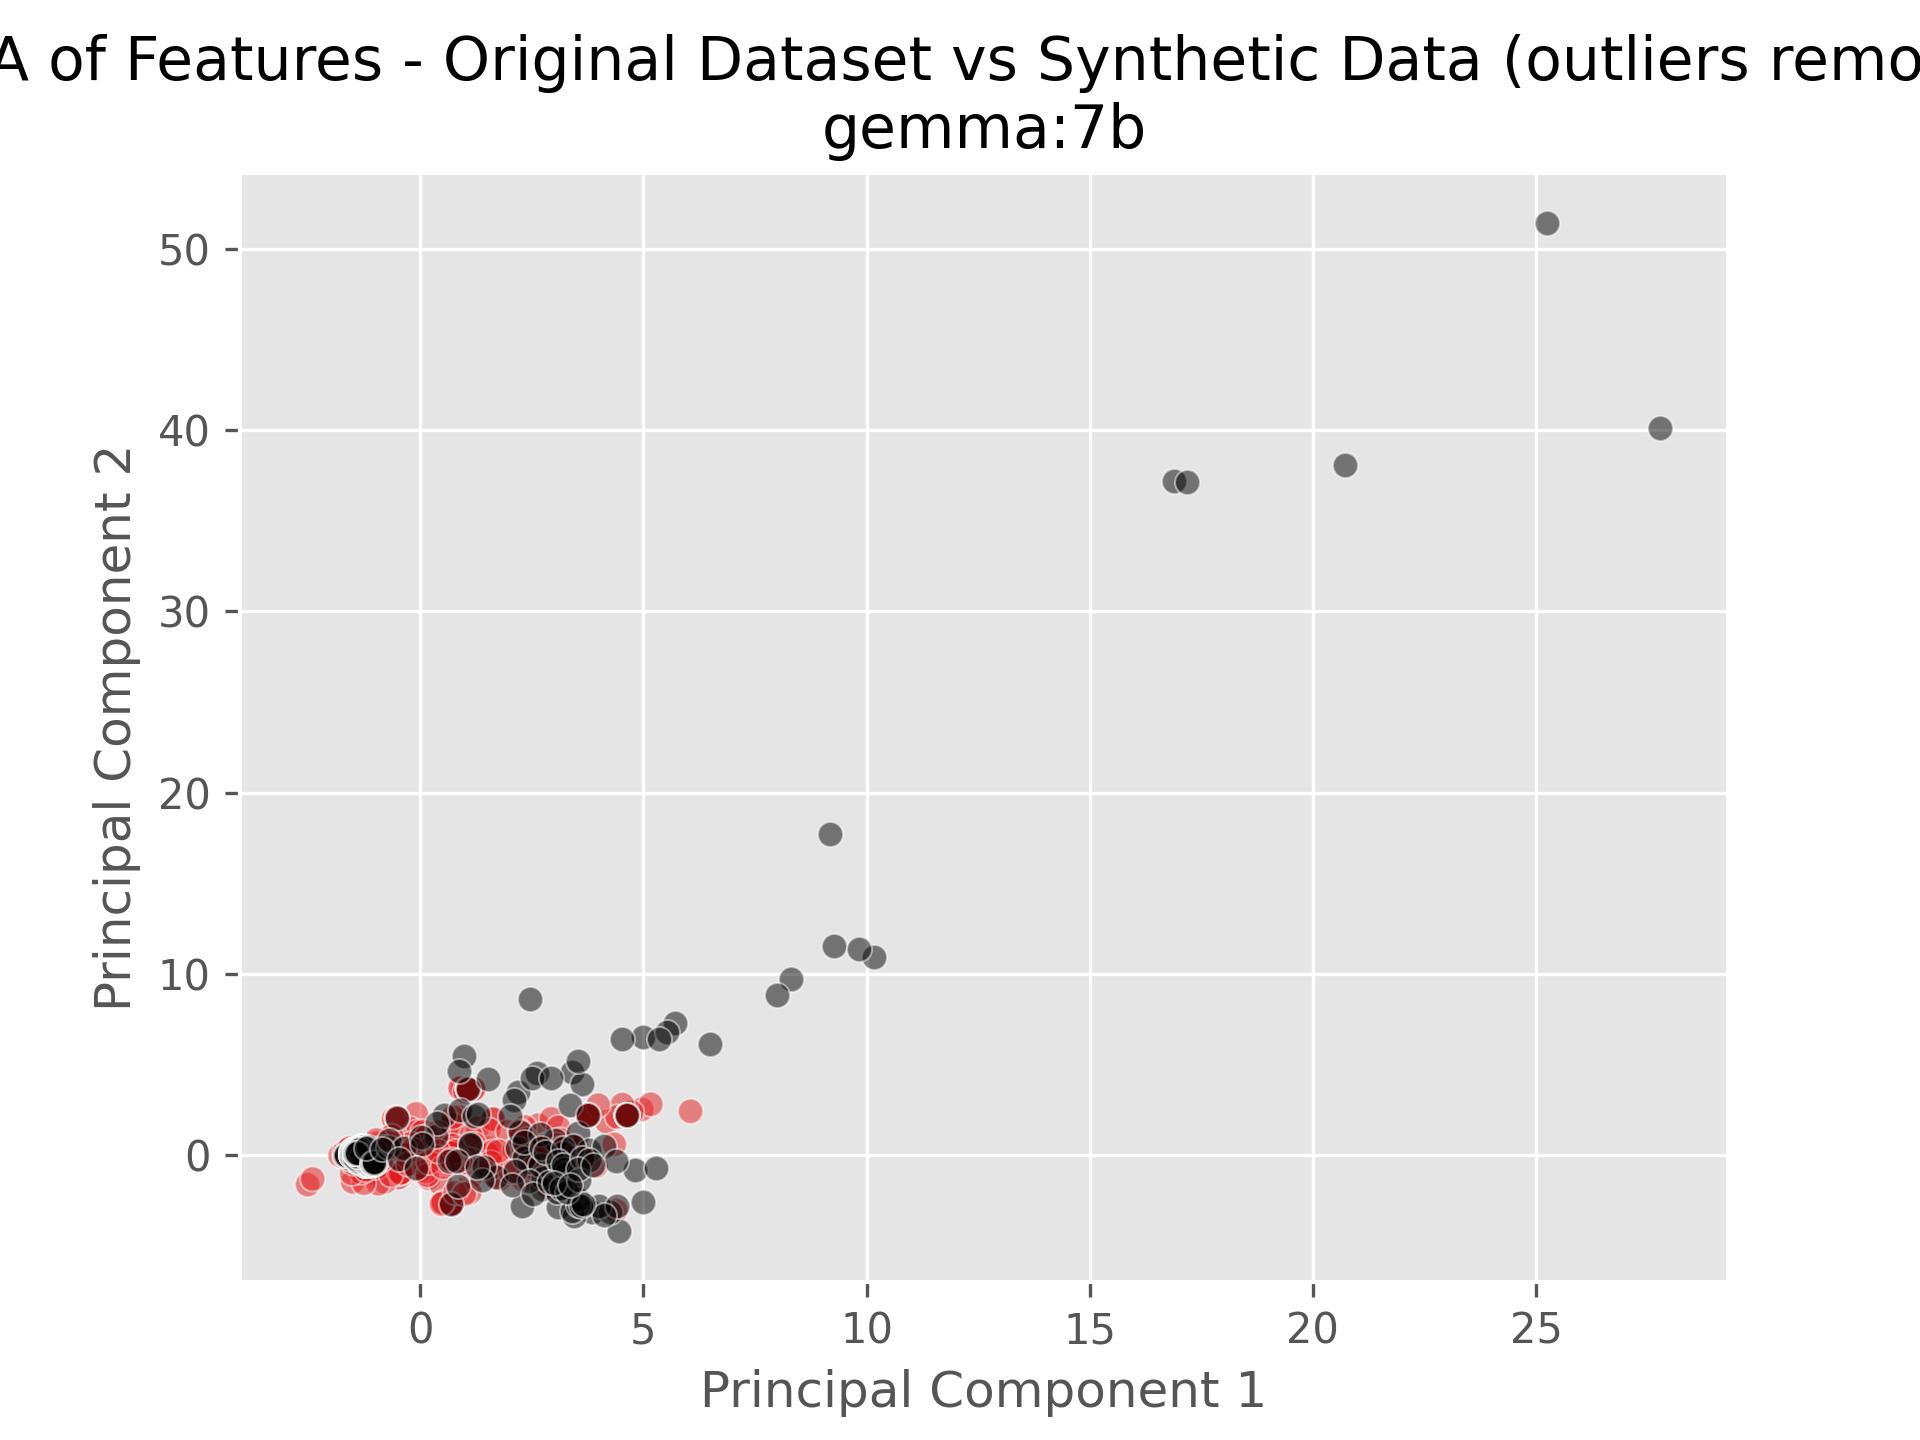 A of Features - Original Dataset vs Synthetic Data (outliers remo
gemma:7b
50
40
30
20
10
0
Principal Component 2
0 5 10 15 20 25
Principal Component 1